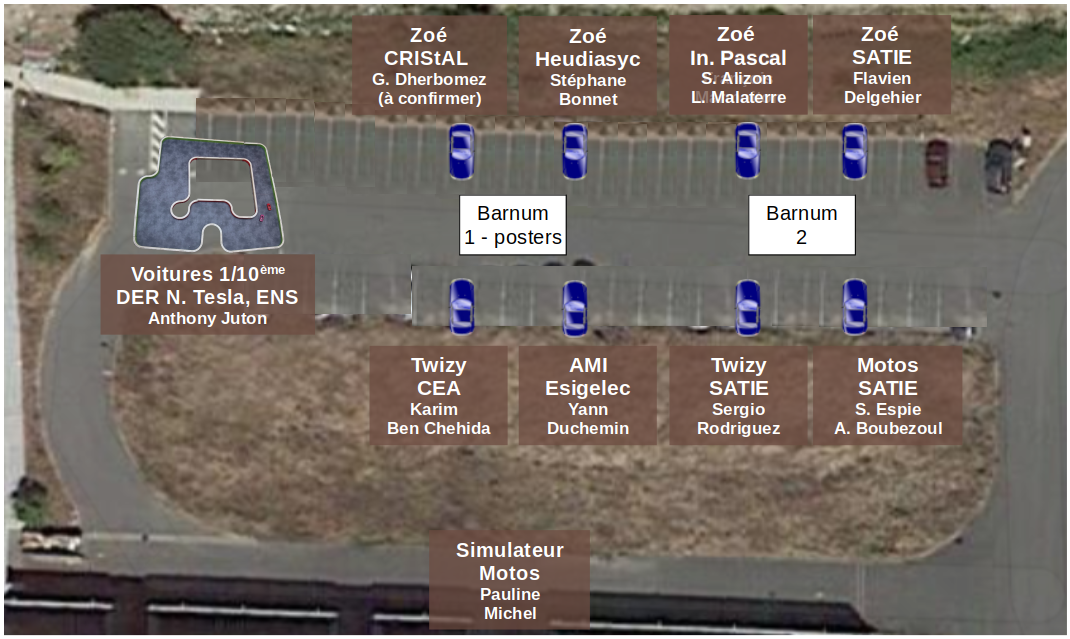 Zoé
CRIStAL
G. Dherbomez
(à confirmer)
Zoé
Heudiasyc
Stéphane
Bonnet
Zoé
In. Pascal
S. Alizon
L. Malaterre
Zoé
SATIE
Flavien
Delgehier
Barnum
1 - posters
Barnum
2
Voitures 1/10ème
DER N. Tesla, ENS
Anthony Juton
Twizy
CEA
Karim
Ben Chehida
AMI
Esigelec
Yann
Duchemin
Twizy
SATIE
Sergio
Rodriguez
Motos
SATIE
S. Espie
A. Boubezoul
Simulateur
Motos
Pauline
Michel